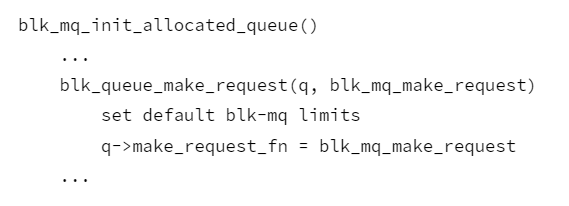 blk_mq_init_allocated_queue()
    ...
    blk_queue_make_request(q, blk_mq_make_request)
        set default blk-mq limits
        q->make_request_fn = blk_mq_make_request
    ...